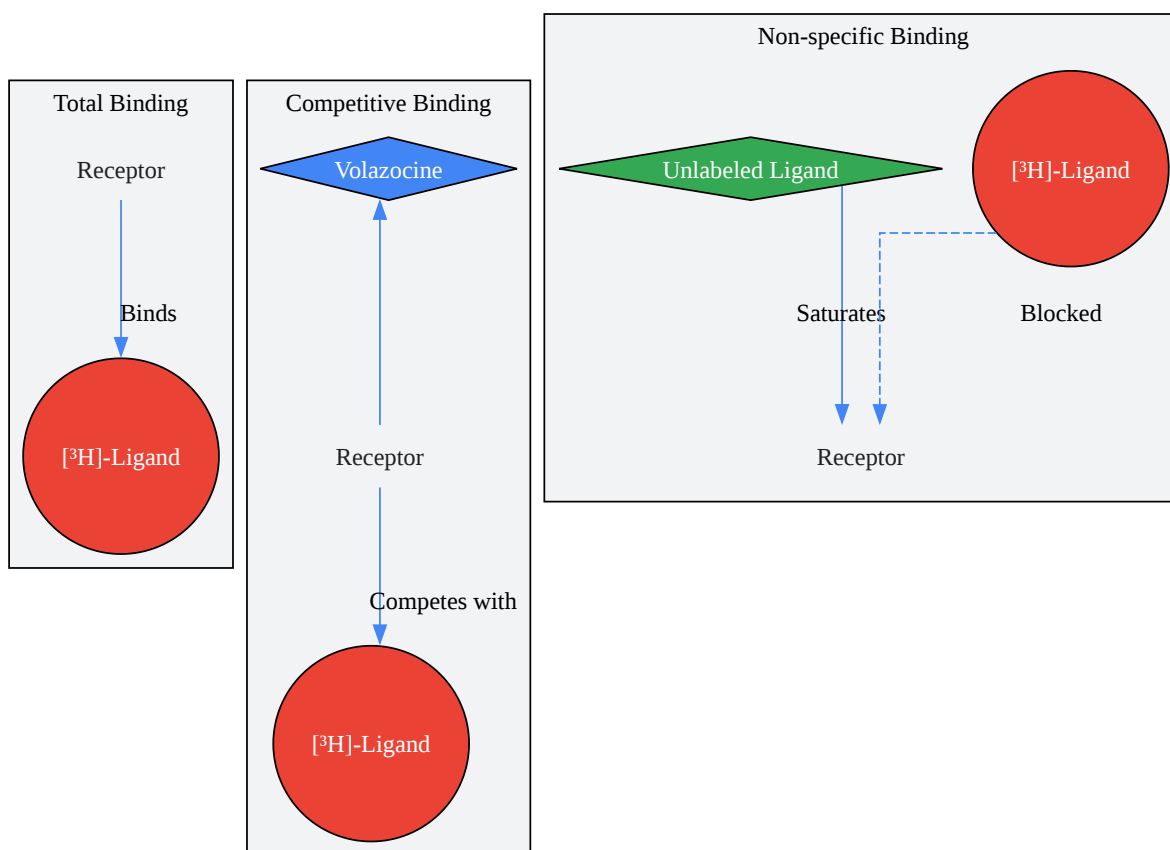 Total Binding
Receptor
Binds
[³H]-Ligand
Competitive Binding
Volazocine
Receptor
Competes with
[³H]-Ligand
Non-specific Binding
Unlabeled Ligand
[³H]-Ligand
Saturates
Blocked
Receptor